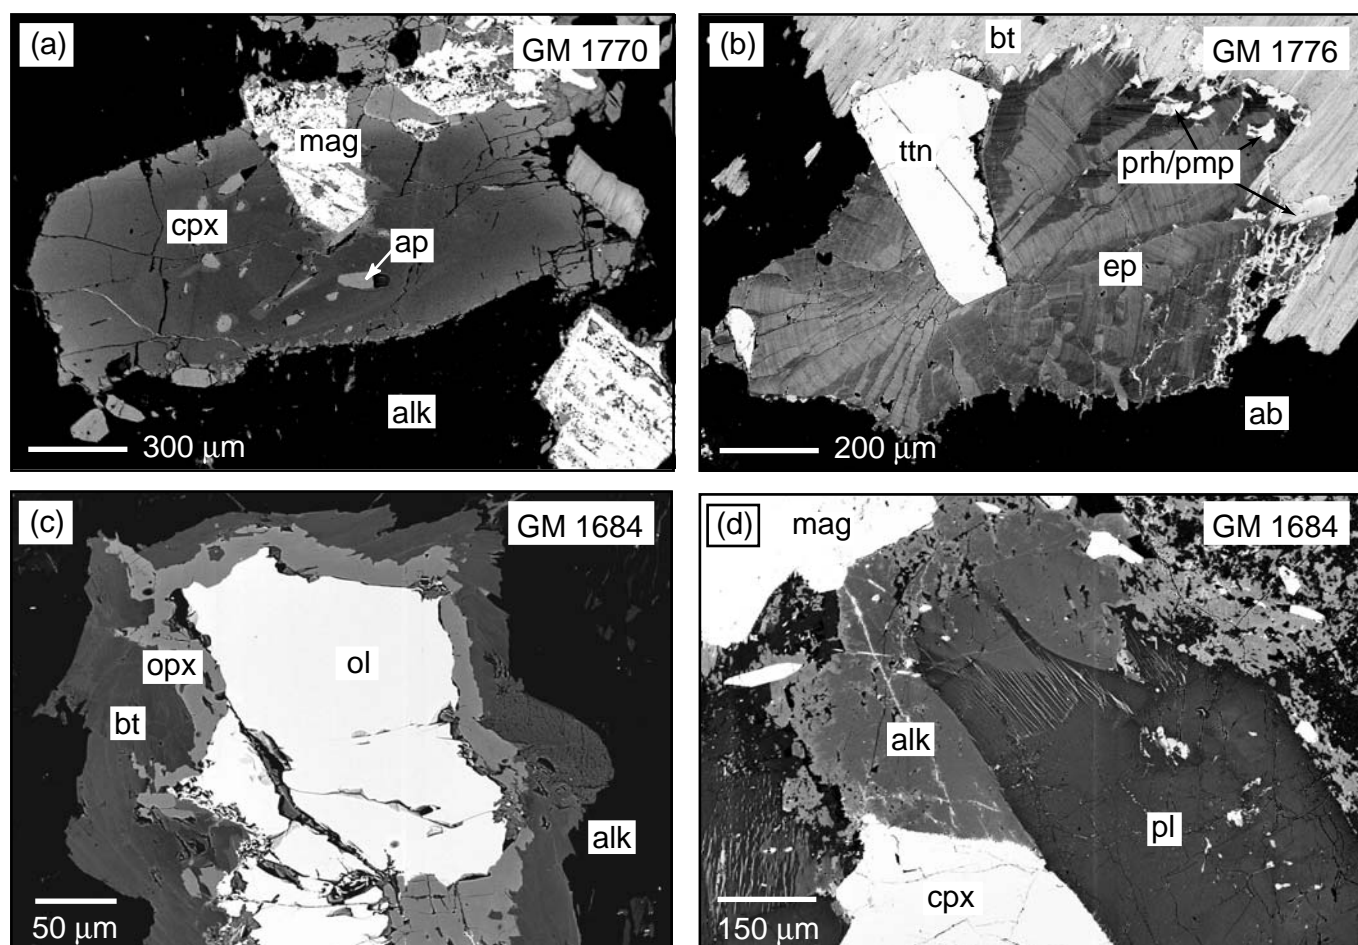 (a)
GM 1770
mag
cpx
ap
alk
300 μm
(b)
bt
GM 1776
ttn
prh/pmp
ep
ab
200 μm
(c)
GM 1684
opx
ol
bt
alk
50 μm
(d)
mag
GM 1684
alk
pl
cpx
150 μm